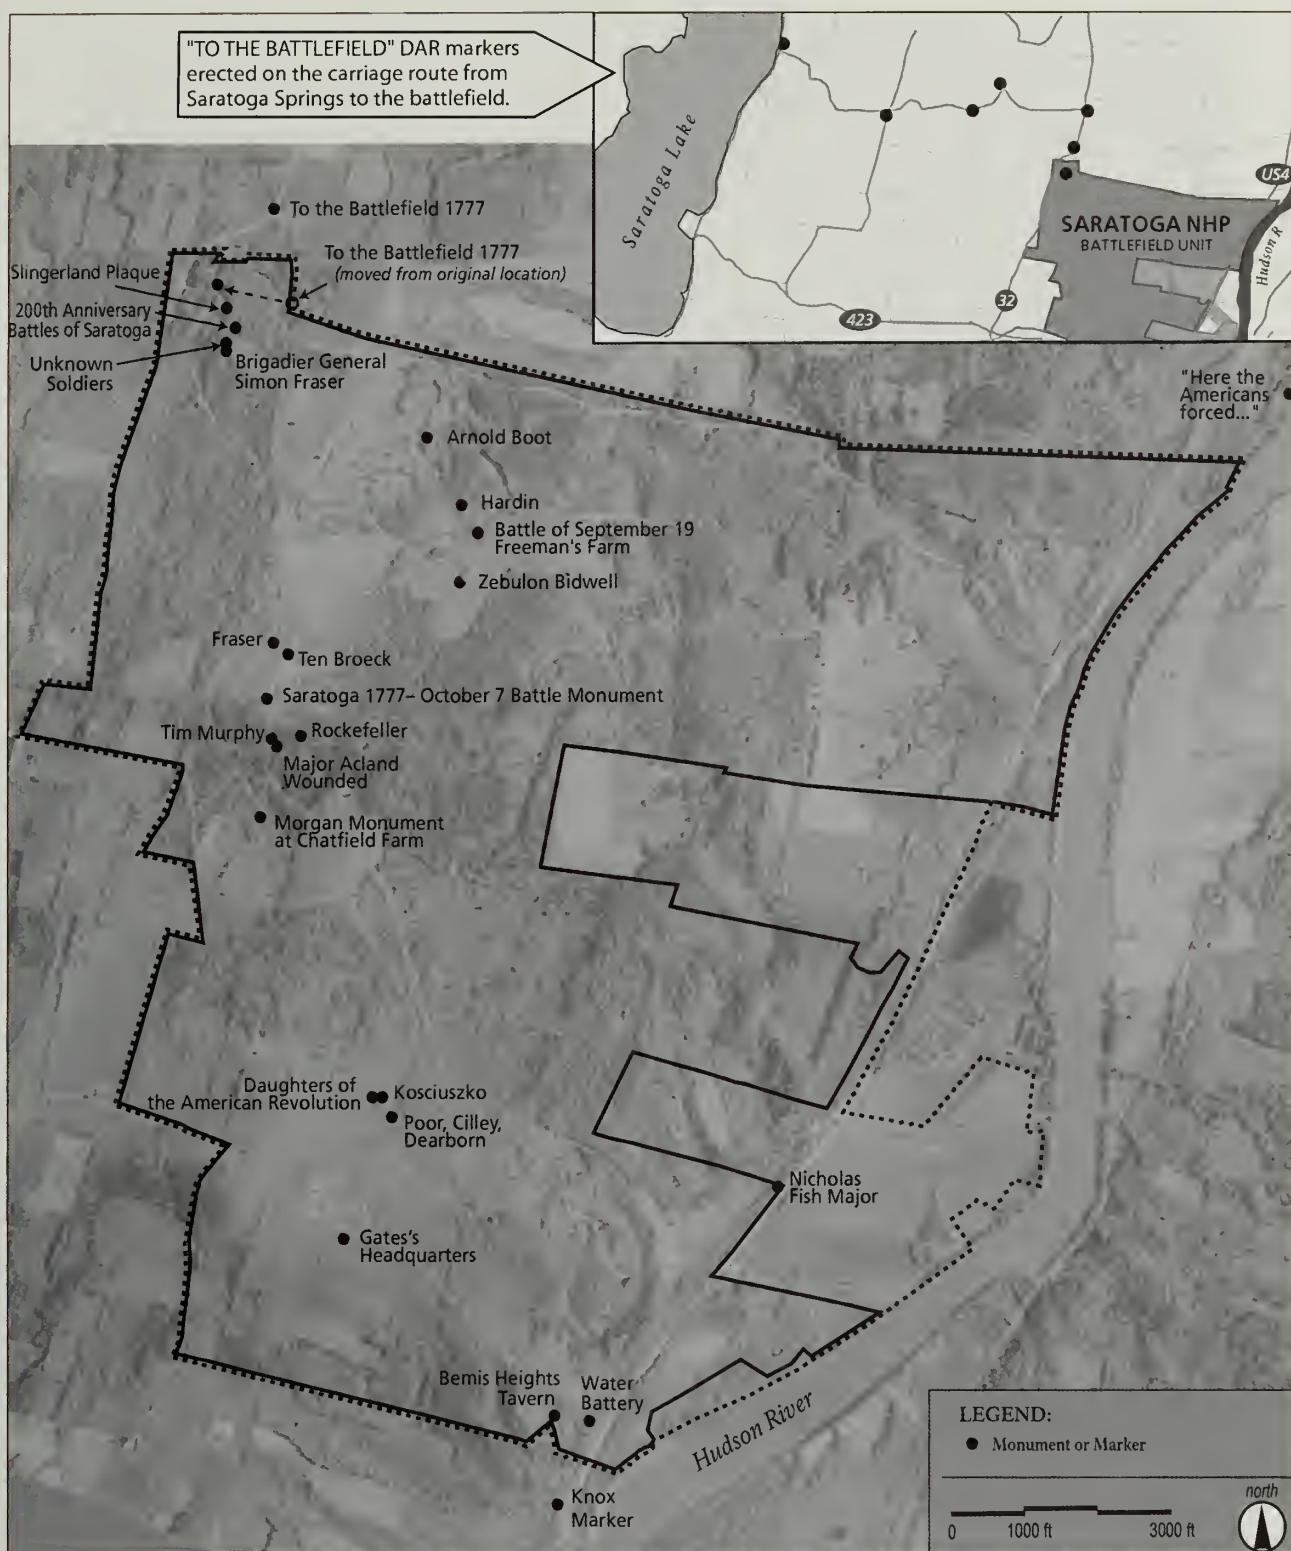 "TO THE BATTLEFIELD" DAR markers
erected on the carriage route from
Saratoga Springs to the battlefield.
Saratoga Lake
US4
SARATOGA NHP
BATTLEFIELD UNIT
Hudson R
32
423
To the Battlefield 1777
To the Battlefield 1777
(moved from original location)
Slingerland Plaque
200th Anniversary
Battles of Saratoga
Unknown
Soldiers
Brigadier General
Simon Fraser
"Here the
Americans
forced..."
Arnold Boot
Hardin
Battle of September 19
Freeman's Farm
Zebulon Bidwell
Fraser
Ten Broeck
Saratoga 1777– October 7 Battle Monument
Tim Murphy
Rockefeller
Major Acland
Wounded
Morgan Monument
at Chatfield Farm
Daughters of
the American Revolution
Kosciuszko
Poor, Cilley,
Dearborn
Nicholas
Fish Major
Gates's
Headquarters
Bemis Heights
Tavern
Water
Battery
Hudson River
Knox
Marker
LEGEND:
Monument or Marker
north
0 1000 ft 3000 ft